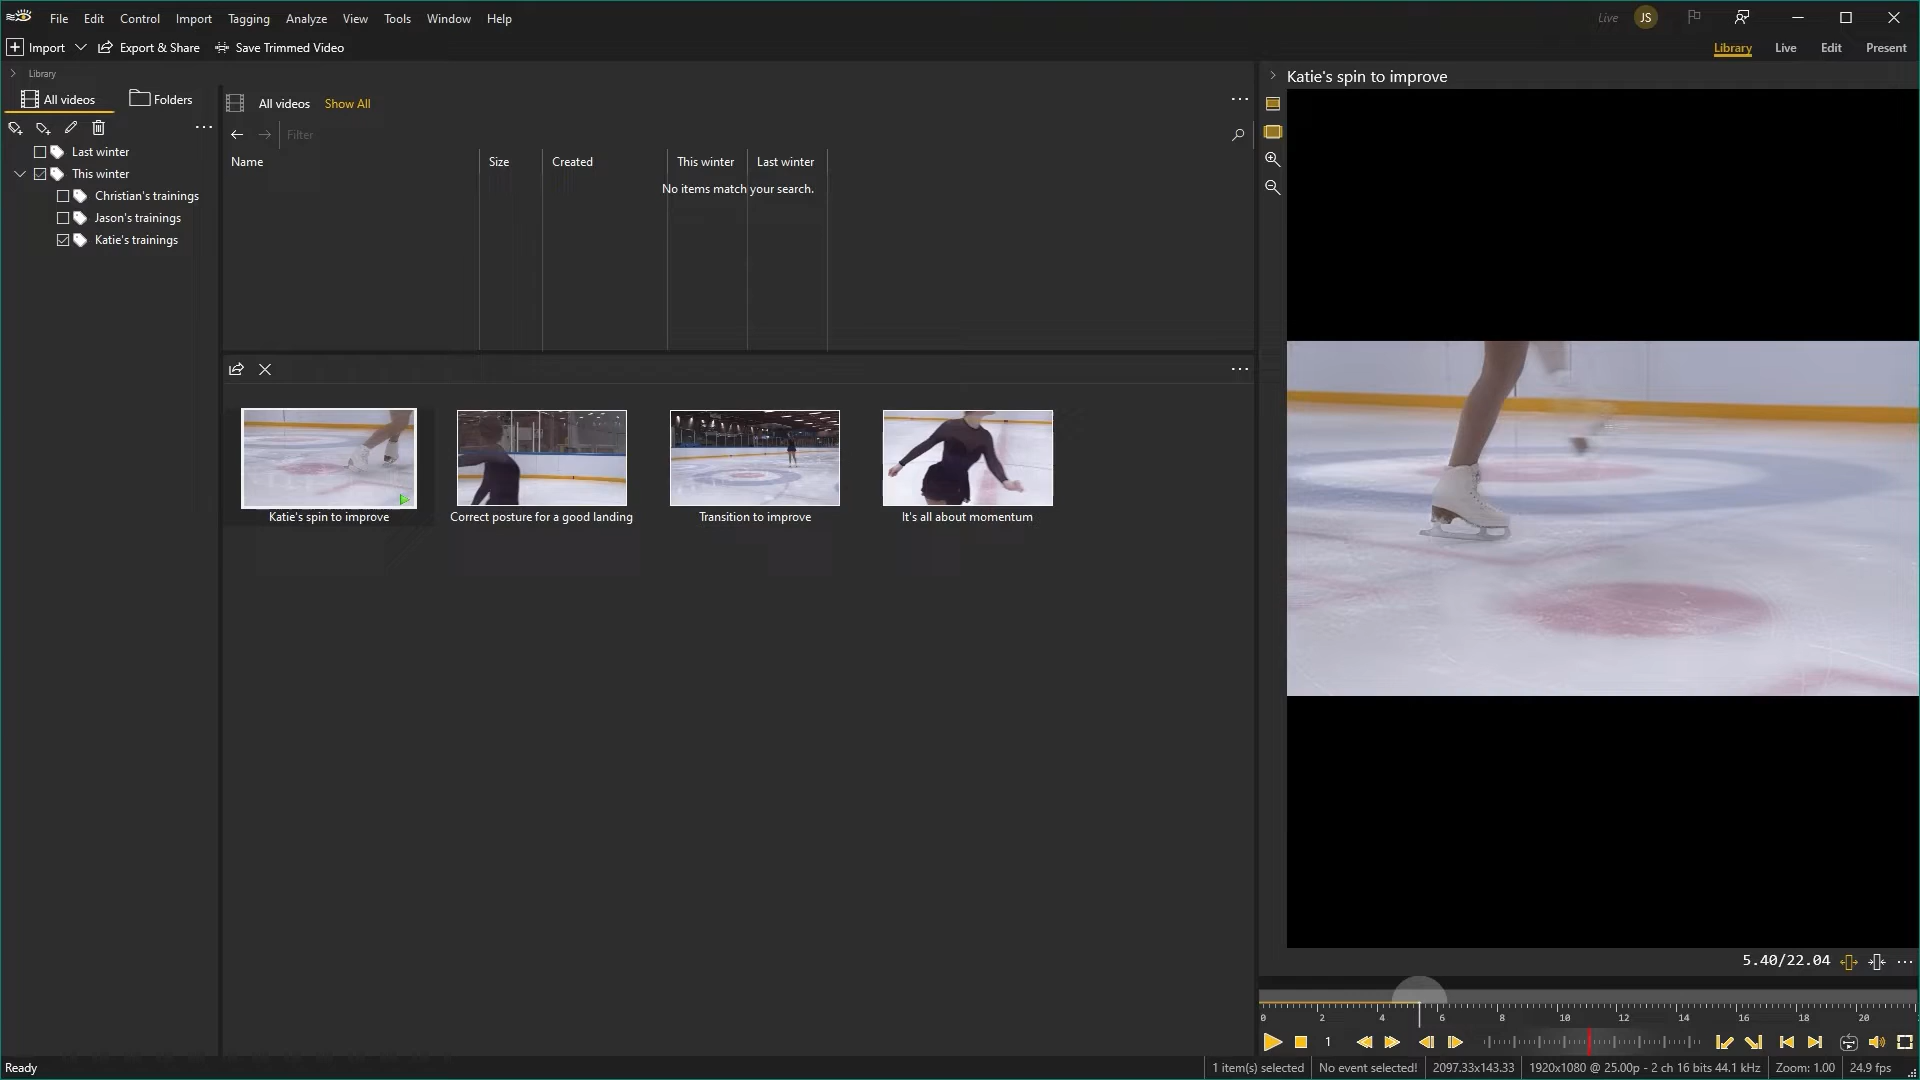 File Edit Control Import Tagging Analyze View Tools Window Help Live JS
Import Export & Share Save Trimmed Video Library Live Edit Present
Library
Katie's spin to improve
All videos Folders
All videos Show All
Filter
Last winter
This winter
Christian's trainings
Jason's trainings
Katie's trainings
Name Size Created This winter Last winter
No items match your search.
Katie's spin to improve
Correct posture for a good landing
Transition to improve
It's all about momentum
5.40/22.04
0 2 4 6 8 10 12 14 16 18 20
1
Ready
1 item(s) selected No event selected! 2097.33x143.33 1920x1080 @ 25.00p - 2 ch 16 bits 44.1 kHz Zoom: 1.00 24.9 fps